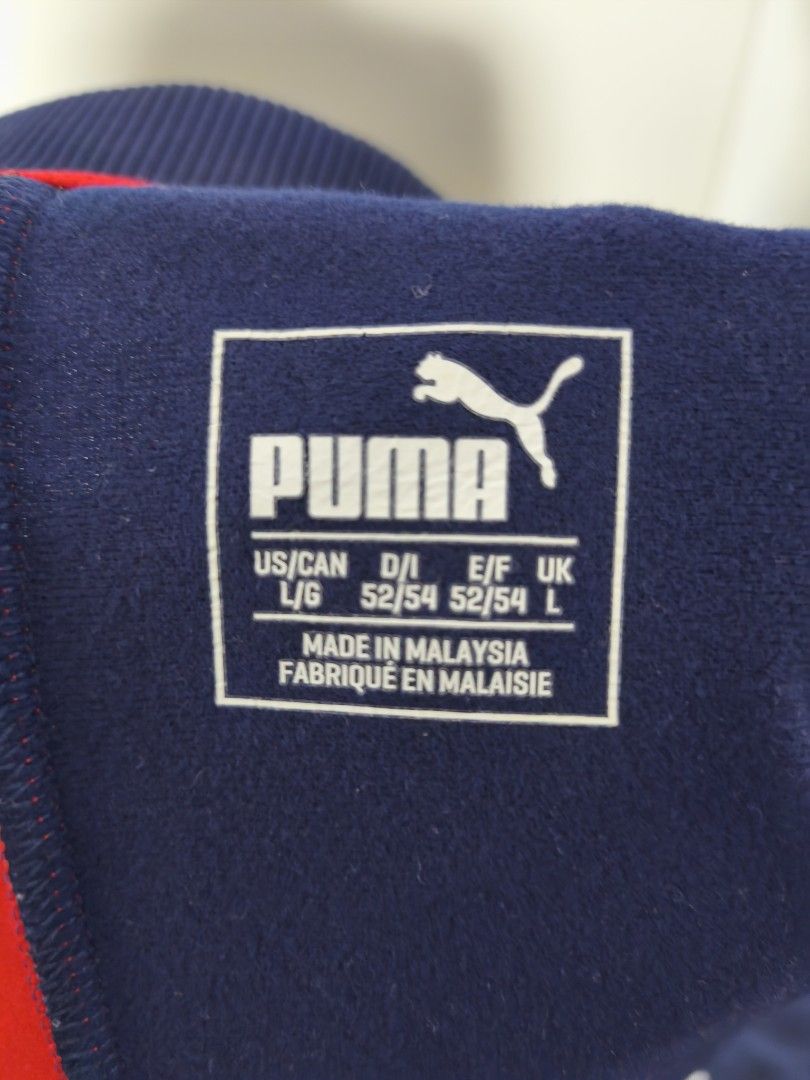 PUMA
US/CAN D/I E/F UK
L/G 52/54 52/54 L
MADE IN MALAYSIA
FABRIQUÉ EN MALAISIE